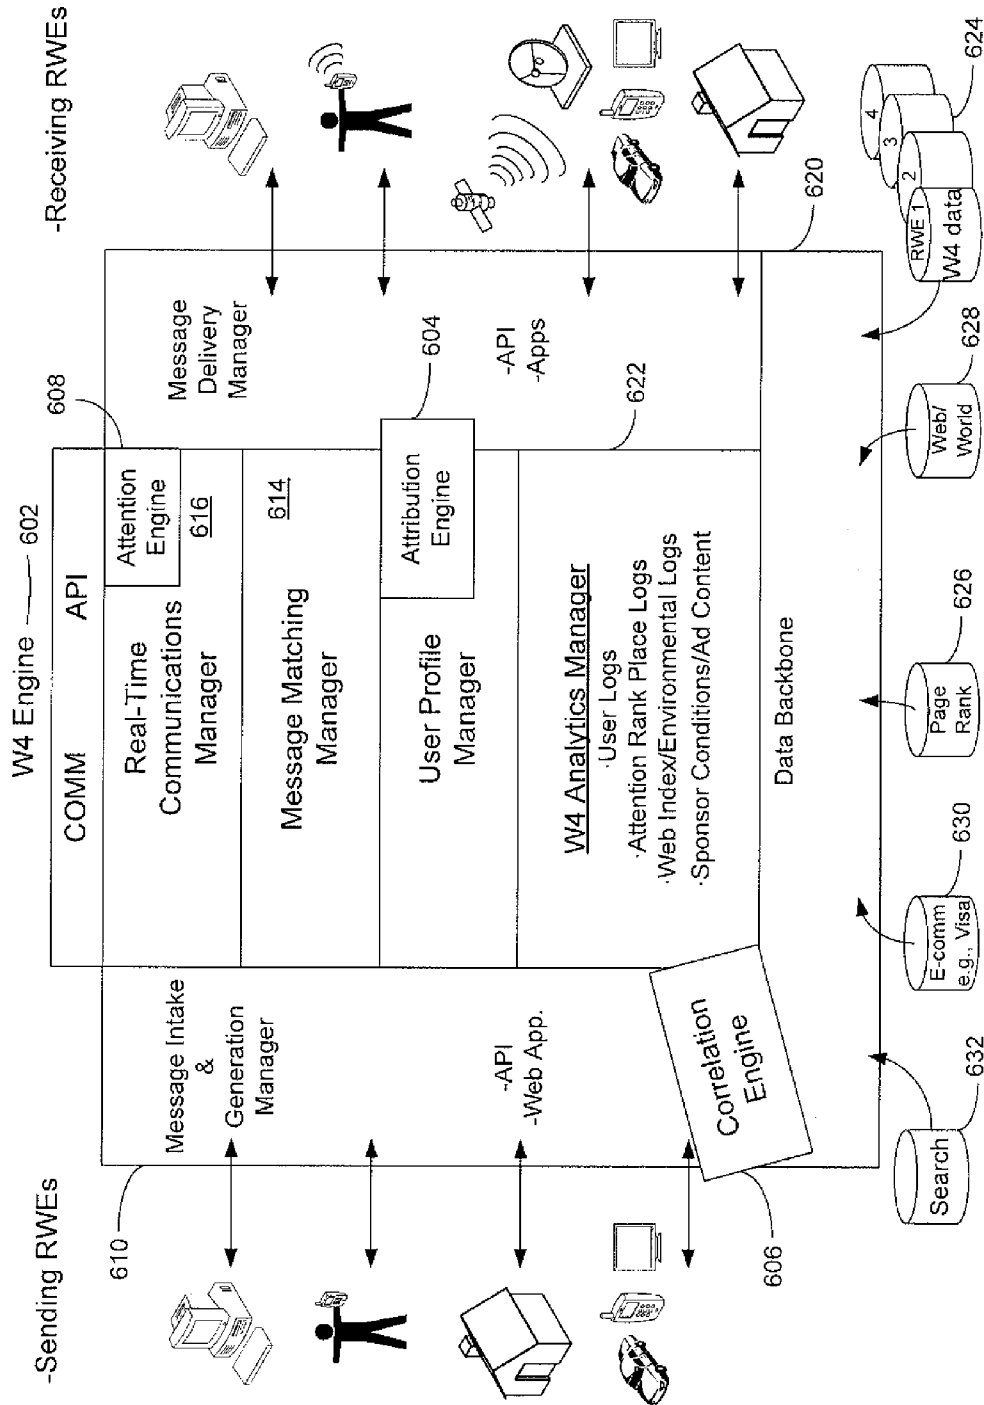 W4 Engine
602
-Sending RWEs
-Receiving RWEs
610
608
COMM
API
Message Intake
&
Generation
Manager
-API
-Web App.
Real-Time
Communications
Manager
Attention
Engine
616
Message Matching
Manager
614
User Profile
Manager
Attribution
Engine
604
W4 Analytics Manager
·User Logs
·Attention Rank Place Logs
·Web Index/Environmental Logs
·Sponsor Conditions/Ad Content
622
Message
Delivery
Manager
-API
-Apps
Correlation
Engine
606
Data Backbone
620
Search
632
E-comm
e.g., Visa
630
Page
Rank
626
Web/
World
628
RWE 1
W4 data
2
3
4
624